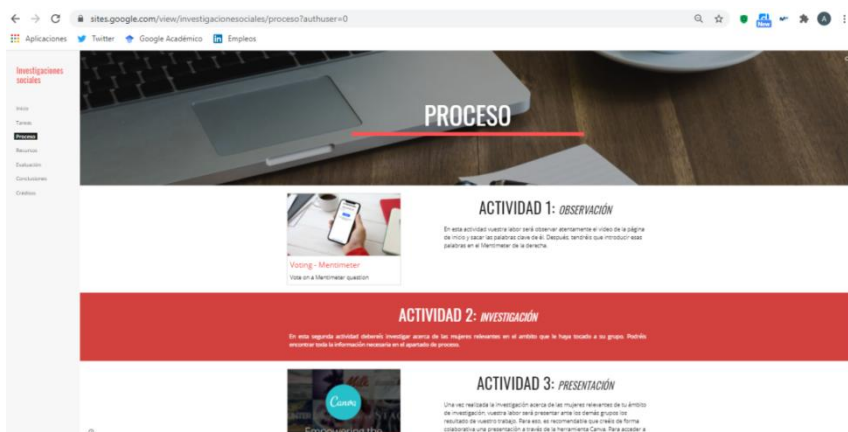 sites.google.com/view/investigacionesociales/proceso?authuser=0
New
A
Aplicaciones Twitter Google Académico Empleos
Investigaciones
sociales
Inicio
Tareas
Proceso
Recursos
Evaluación
Conclusiones
Créditos
PROCESO
ACTIVIDAD 1: OBSERVACIÓN
En esta actividad vuestra labor será observar atentamente el vídeo de la página
de inicio y sacar las palabras clave de él. Después, tendréis que introducir esas
palabras en el Mentimeter de la derecha.
Voting - Mentimeter
Vote on a Mentimeter question
ACTIVIDAD 2: INVESTIGACIÓN
En esta segunda actividad debereís investigar acerca de las mujeres relevantes en el ambito que le haya tocado a su grupo. Podréis
encontrar toda la información necesaria en el apartado de proceso.
ACTIVIDAD 3: PRESENTACIÓN
Una vez realizada la investigación acerca de las mujeres relevantes de tu ámbito
de investigación, vuestra labor será presentar ante los demás grupos los
resultado de vuestro trabajo. Para eso, es recomendable que creéis de forma
colaborativa una presentación a través de la herramienta Canva. Para acceder a
Canva
Empowering the